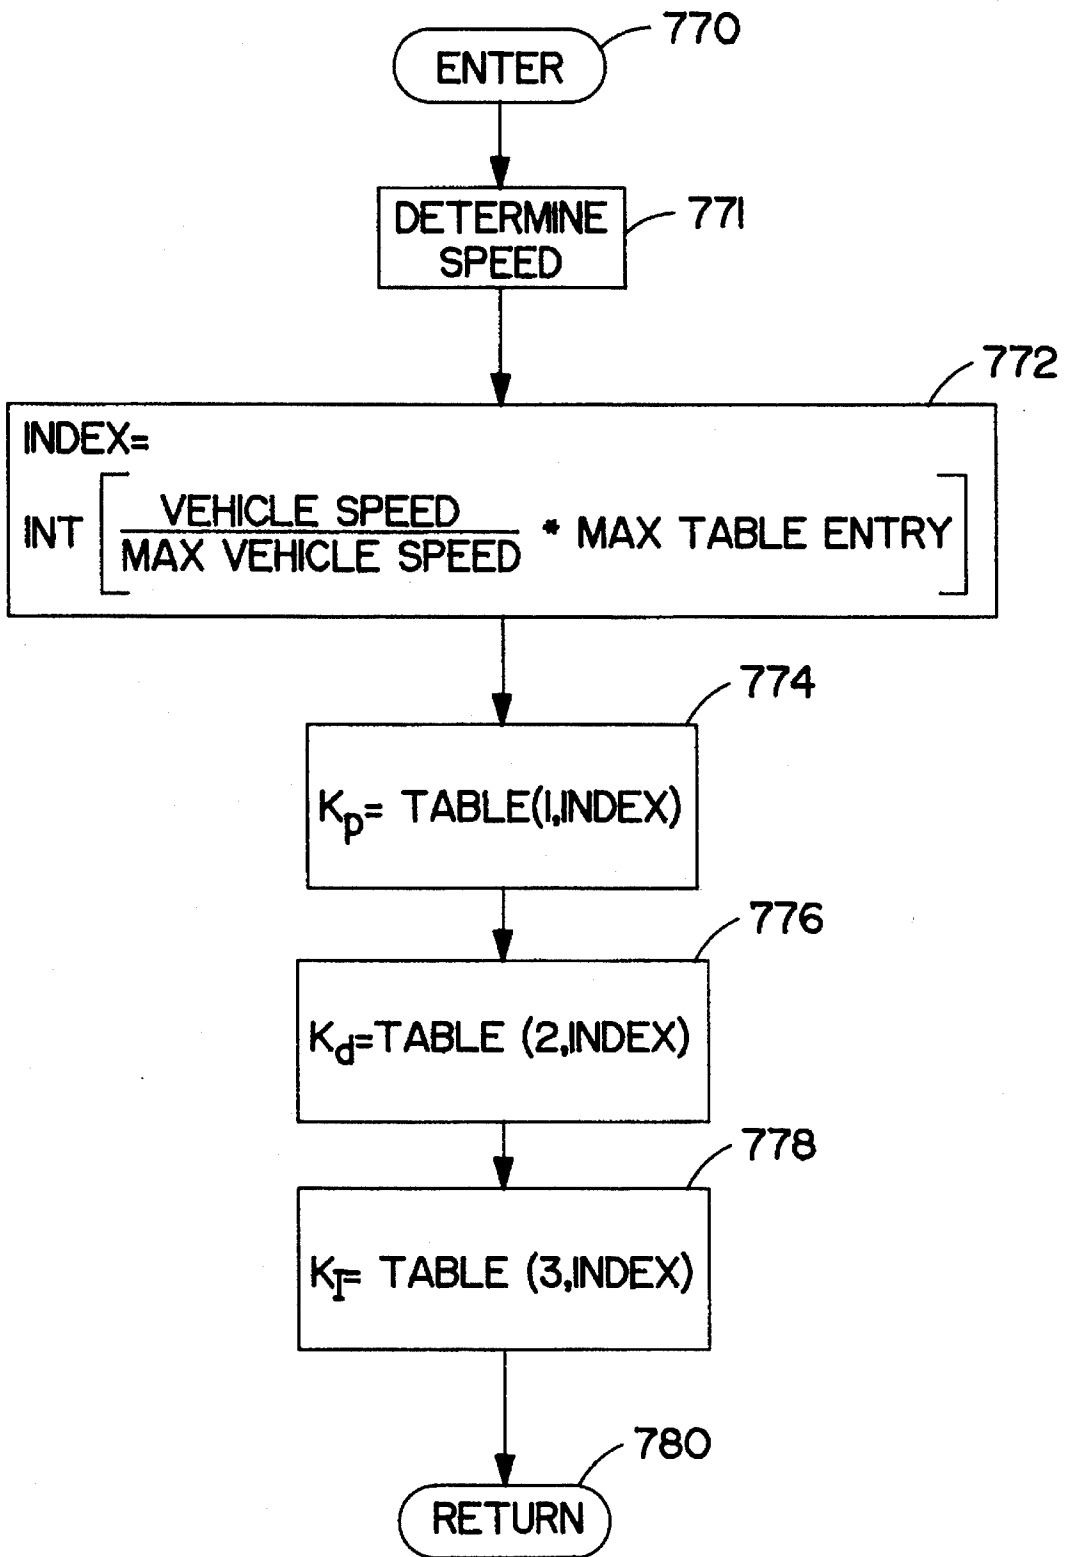 770
ENTER
771
DETERMINE
SPEED
772
INDEX=
INT [ VEHICLE SPEED / MAX VEHICLE SPEED * MAX TABLE ENTRY ]
774
Kp= TABLE(1,INDEX)
776
Kd=TABLE (2,INDEX)
778
KI= TABLE (3,INDEX)
780
RETURN